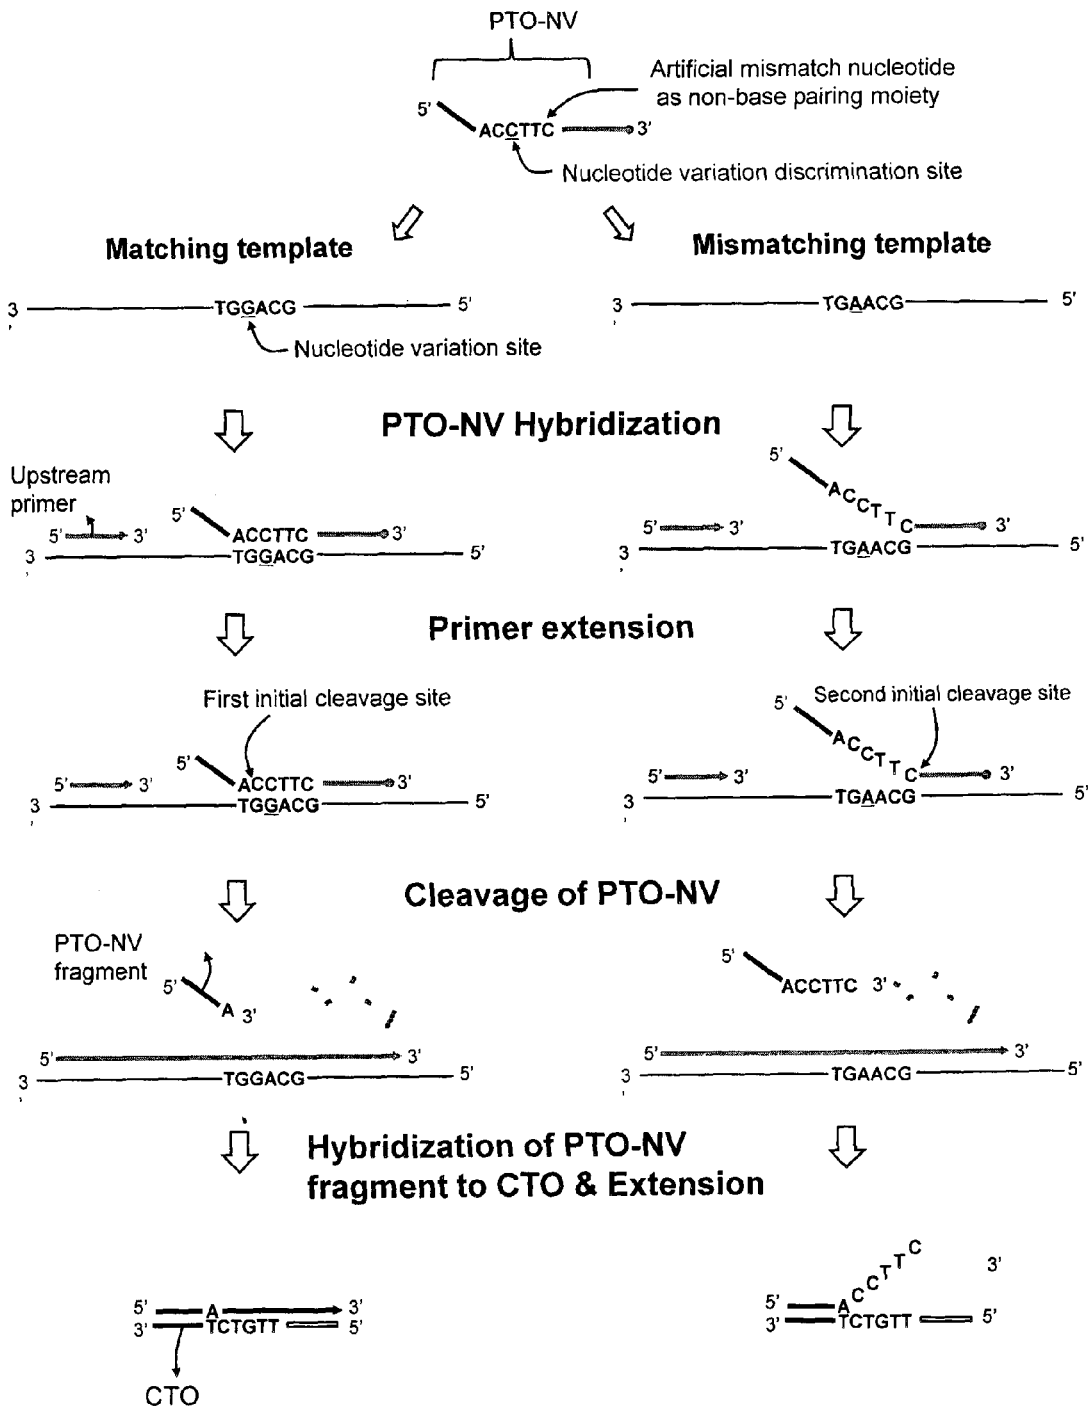 PTO-NV
Artificial mismatch nucleotide
as non-base pairing moiety
5'
ACCTTC
3'
Nucleotide variation discrimination site
Matching template
Mismatching template
3' TGGACG 5'
3' TGAACG 5'
Nucleotide variation site
PTO-NV Hybridization
Upstream
primer
5' 3'
5'
ACCTTC 3'
3' TGGACG 5'
5'
ACCTTC 3'
5' 3'
3' TGAACG 5'
Primer extension
First initial cleavage site
Second initial cleavage site
5'
5' 3' ACCTTC 3'
3' TGGACG 5'
5'
5' 3' ACCTTC 3'
3' TGAACG 5'
Cleavage of PTO-NV
PTO-NV
fragment
5'
A 3'
5' 3'
3' TGGACG 5'
5'
ACCTTC 3'
5' 3'
3' TGAACG 5'
Hybridization of PTO-NV
fragment to CTO & Extension
5' A 3'
3' TCTGTT 5'
CTO
5' ACCTTC 3'
3' TCTGTT 5'